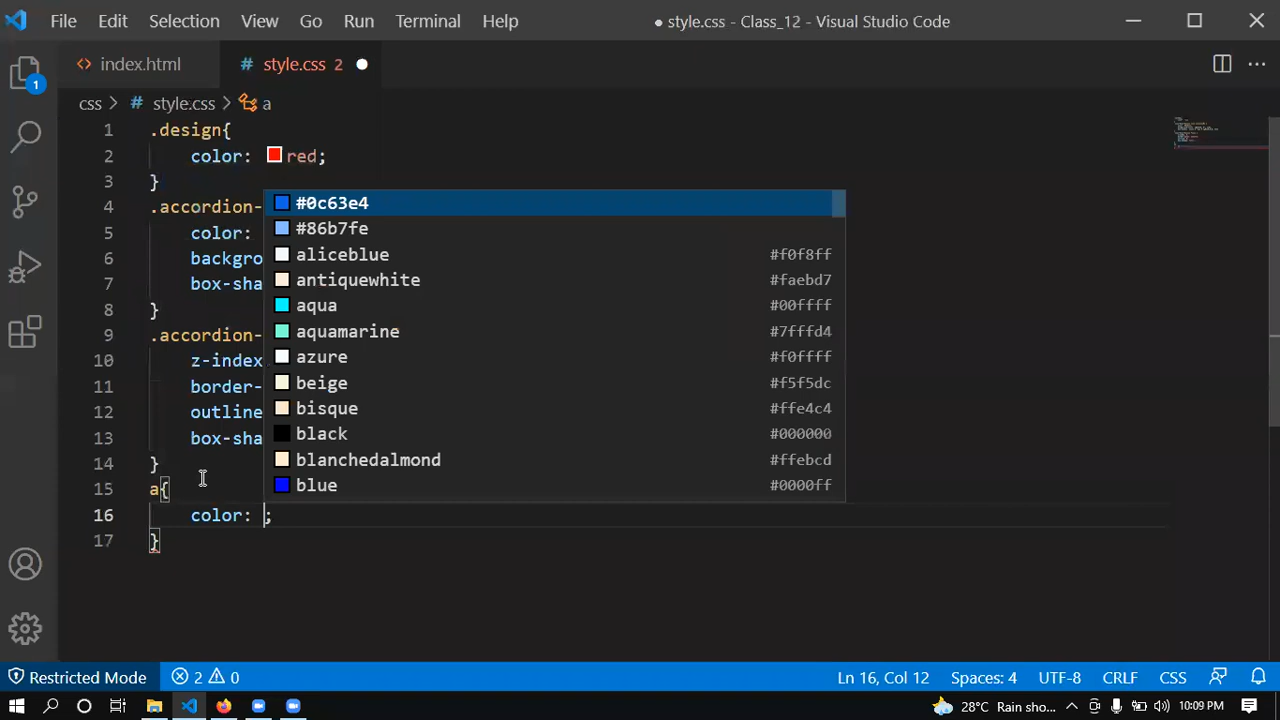 File Edit Selection View Go Run Terminal Help ● style.css - Class_12 - Visual Studio Code
index.html style.css 2
css > # style.css > a
1 .design{
2 color: red;
3 }
4 .accordion-
5 color:
6 backgro
7 box-sha
8 }
9 .accordion-
10 z-index
11 border-
12 outline
13 box-sha
14 }
15 a{
16 color: ;
17 }
#0c63e4
#86b7fe
aliceblue #f0f8ff
antiquewhite #faebd7
aqua #00ffff
aquamarine #7fffd4
azure #f0ffff
beige #f5f5dc
bisque #ffe4c4
black #000000
blanchedalmond #ffebcd
blue #0000ff
1
Restricted Mode 2 0 Ln 16, Col 12 Spaces: 4 UTF-8 CRLF CSS
28°C Rain sho... 10:09 PM